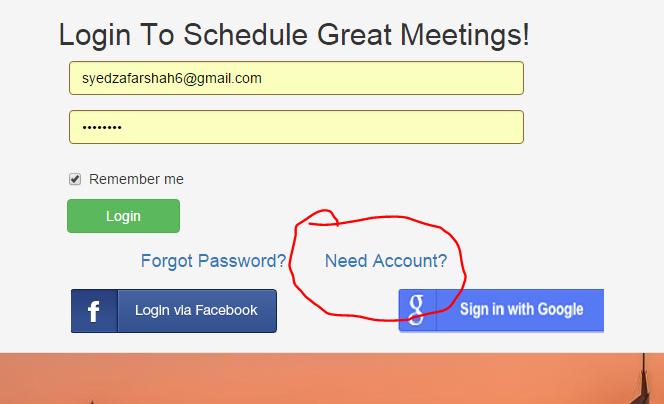 Login To Schedule Great Meetings!
syedzafarshah6@gmail.com
••••••••
Remember me
Login
Forgot Password? Need Account?
f Login via Facebook
g Sign in with Google